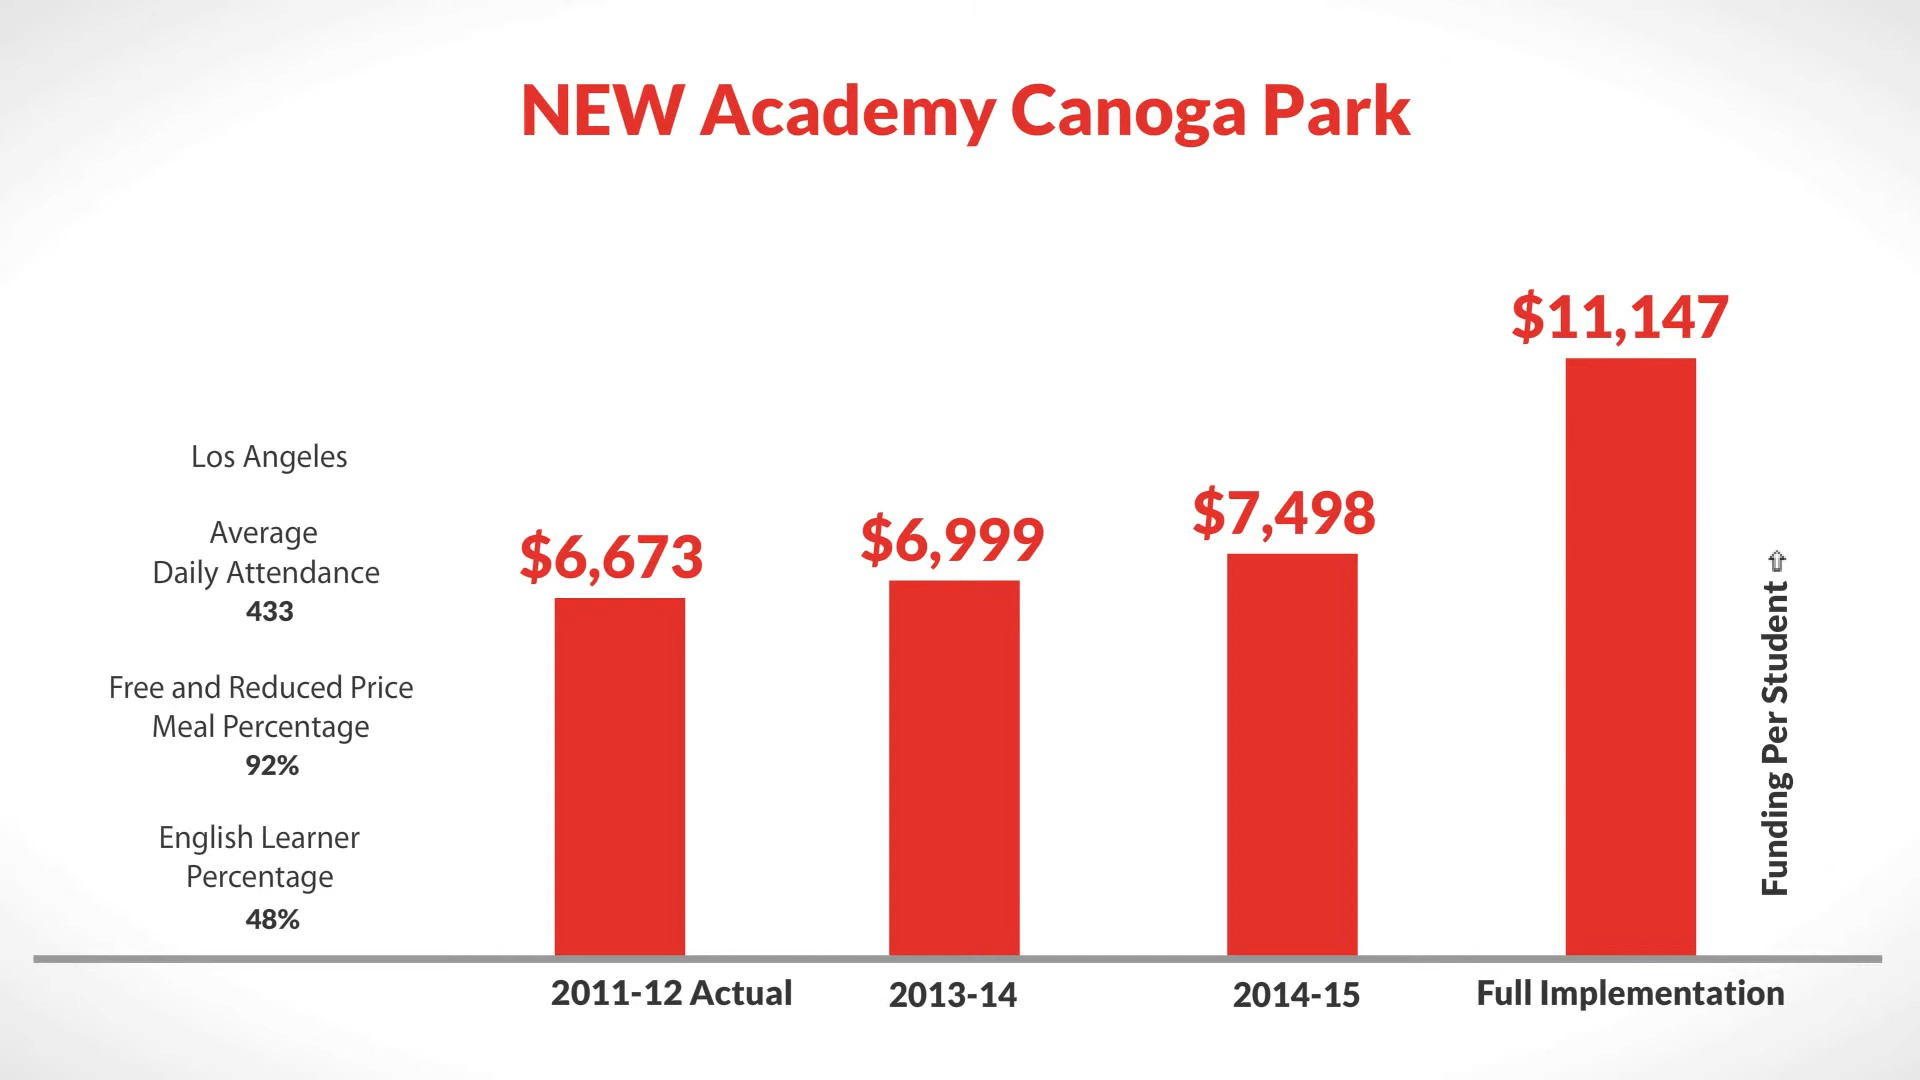 NEW Academy Canoga Park
Los Angeles
Average
Daily Attendance
433
Free and Reduced Price
Meal Percentage
92%
English Learner
Percentage
48%
$6,673
$6,999
$7,498
$11,147
2011-12 Actual
2013-14
2014-15
Full Implementation
Funding Per Student